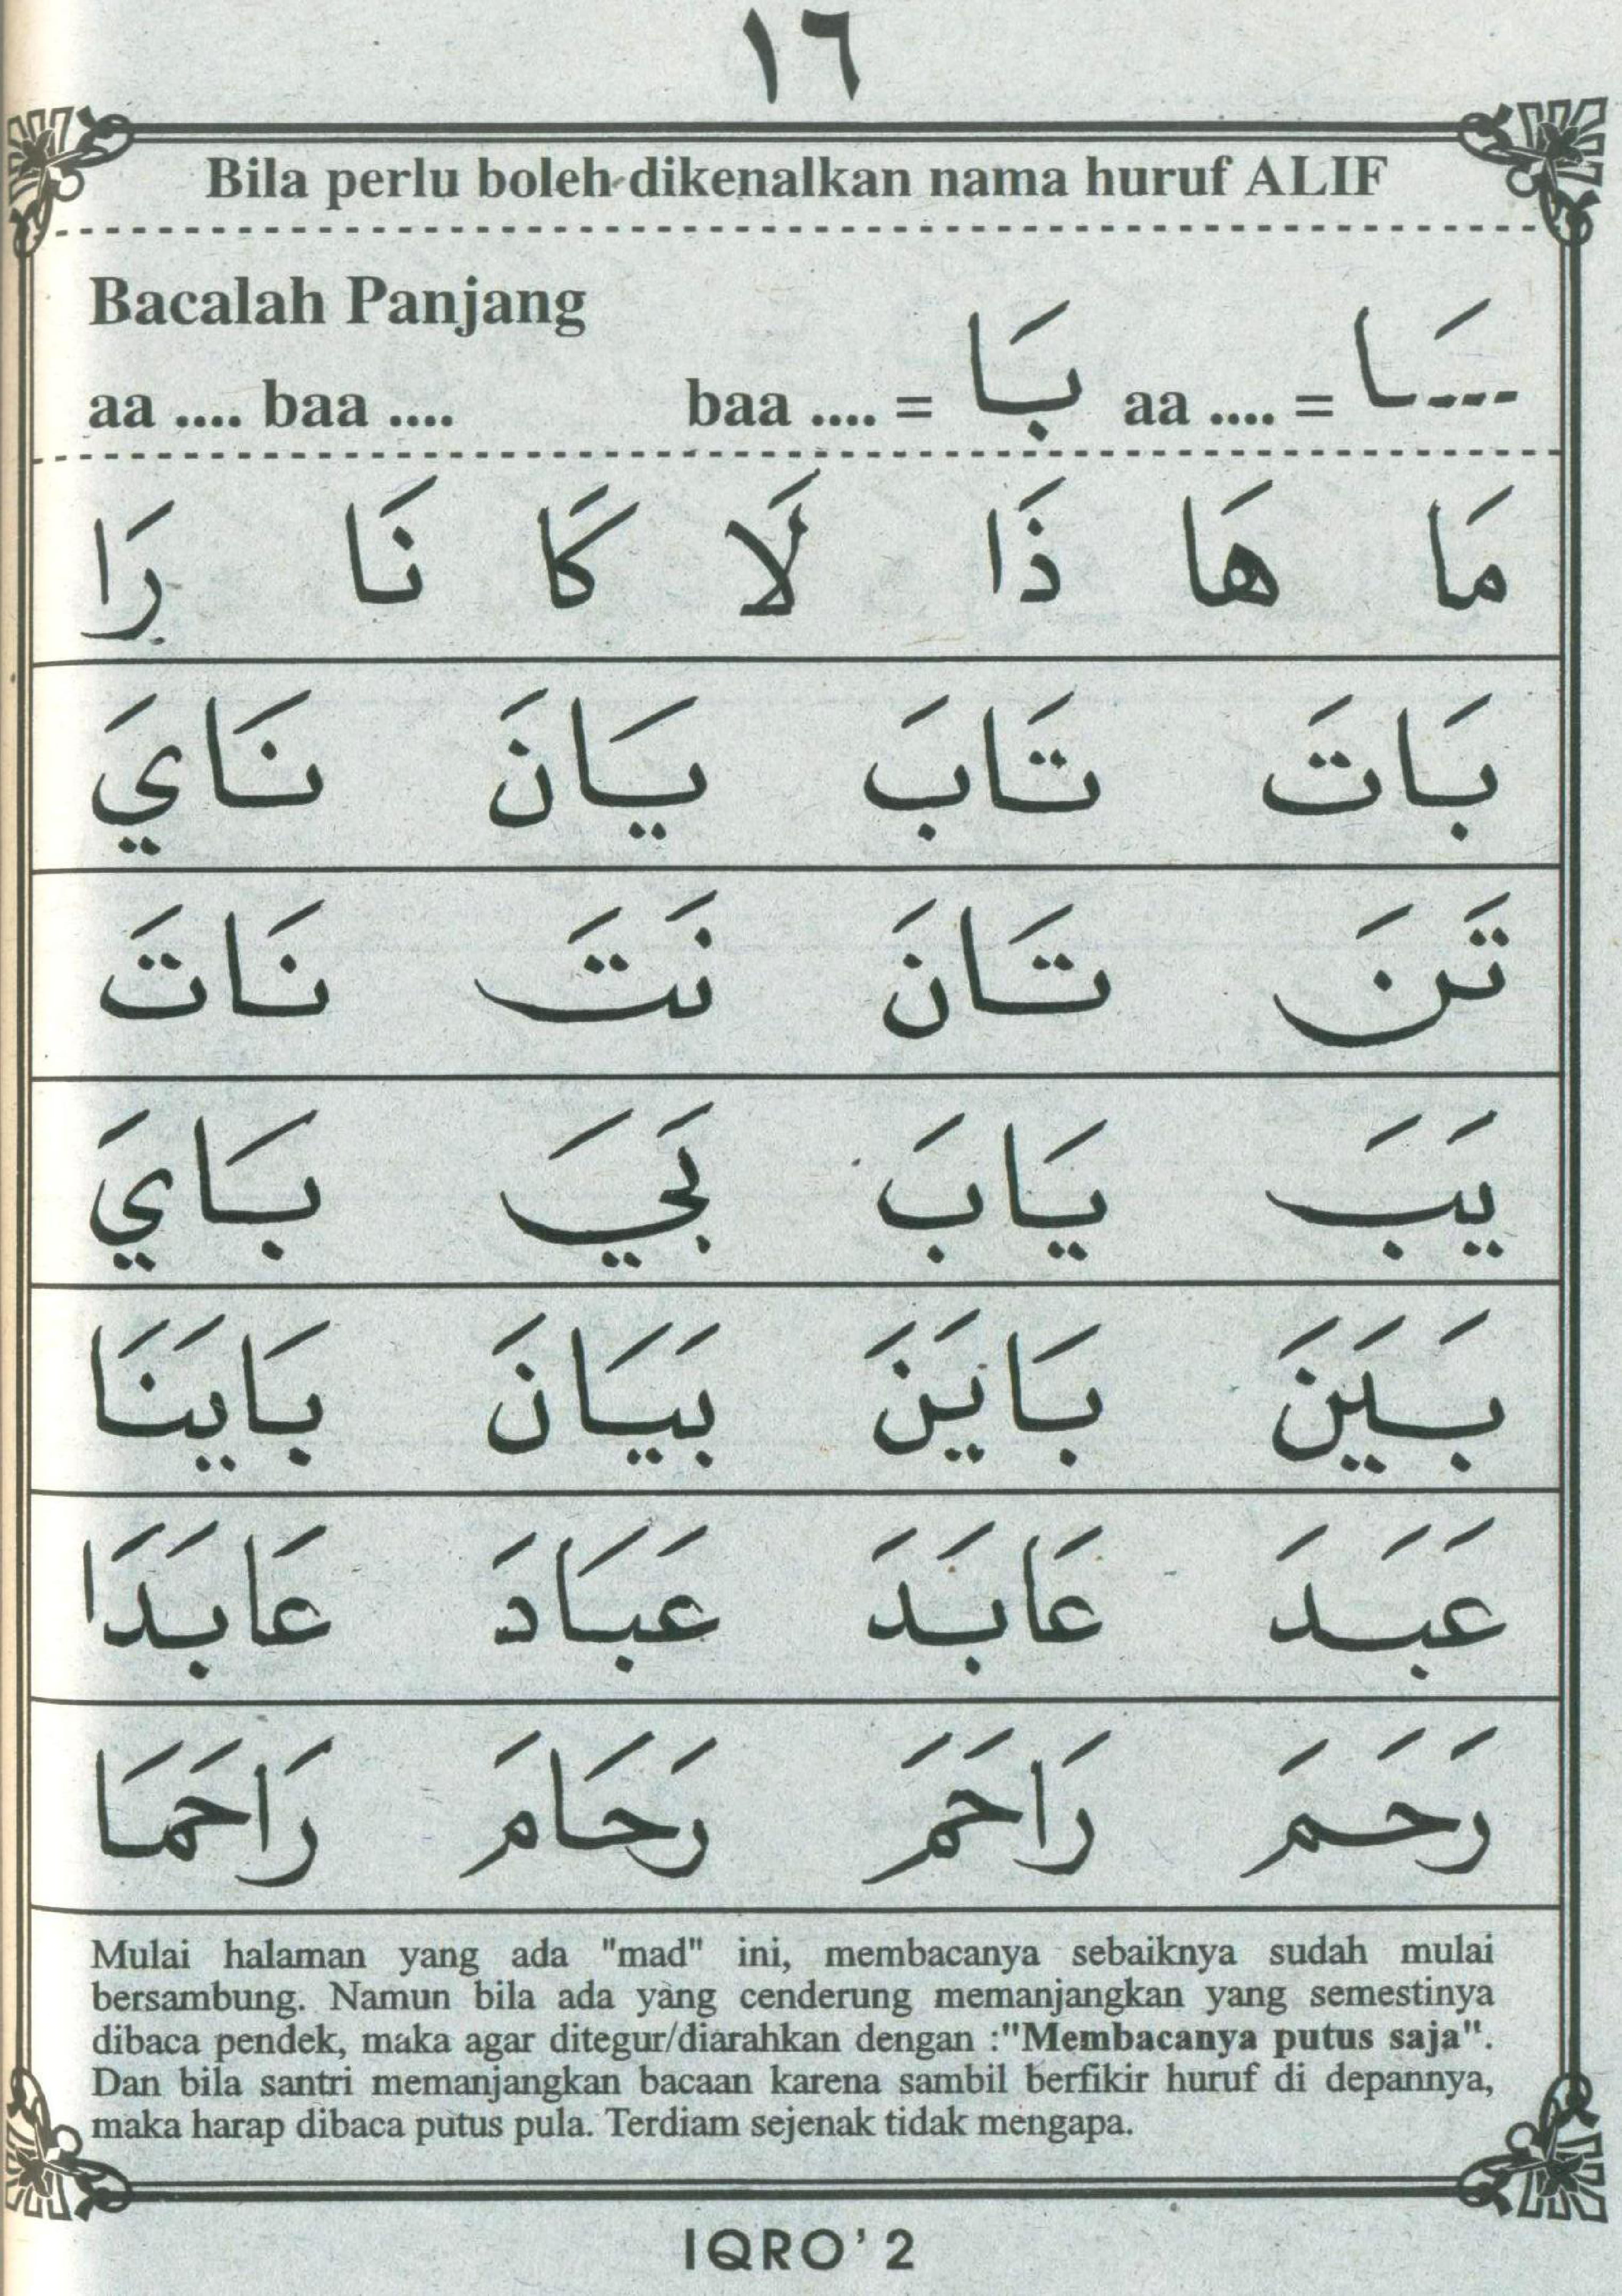 ١٦
Bila perlu boleh dikenalkan nama huruf ALIF
Bacalah Panjang
aa .... baa .... baa .... = بَا aa .... = ---َا
مَا هَا ذَا لَا كَا نَا رَا
بَاتَ تَابَ يَانَ نَايَ
تَنَ تَانَ نَتَ نَاتَ
يَبَ يَابَ بَيَ بَايَ
بَيَنَ بَايَنَ بَيَانَ بَايَنَا
عَبَدَ عَابَدَ عَبَادَ عَابَدَا
رَحَمَ رَاحَمَ رَحَامَ رَاحَمَا
Mulai halaman yang ada "mad" ini, membacanya sebaiknya sudah mulai
bersambung. Namun bila ada yang cenderung memanjangkan yang semestinya
dibaca pendek, maka agar ditegur/diarahkan dengan :"Membacanya putus saja".
Dan bila santri memanjangkan bacaan karena sambil berfikir huruf di depannya,
maka harap dibaca putus pula. Terdiam sejenak tidak mengapa.
IQRO' 2